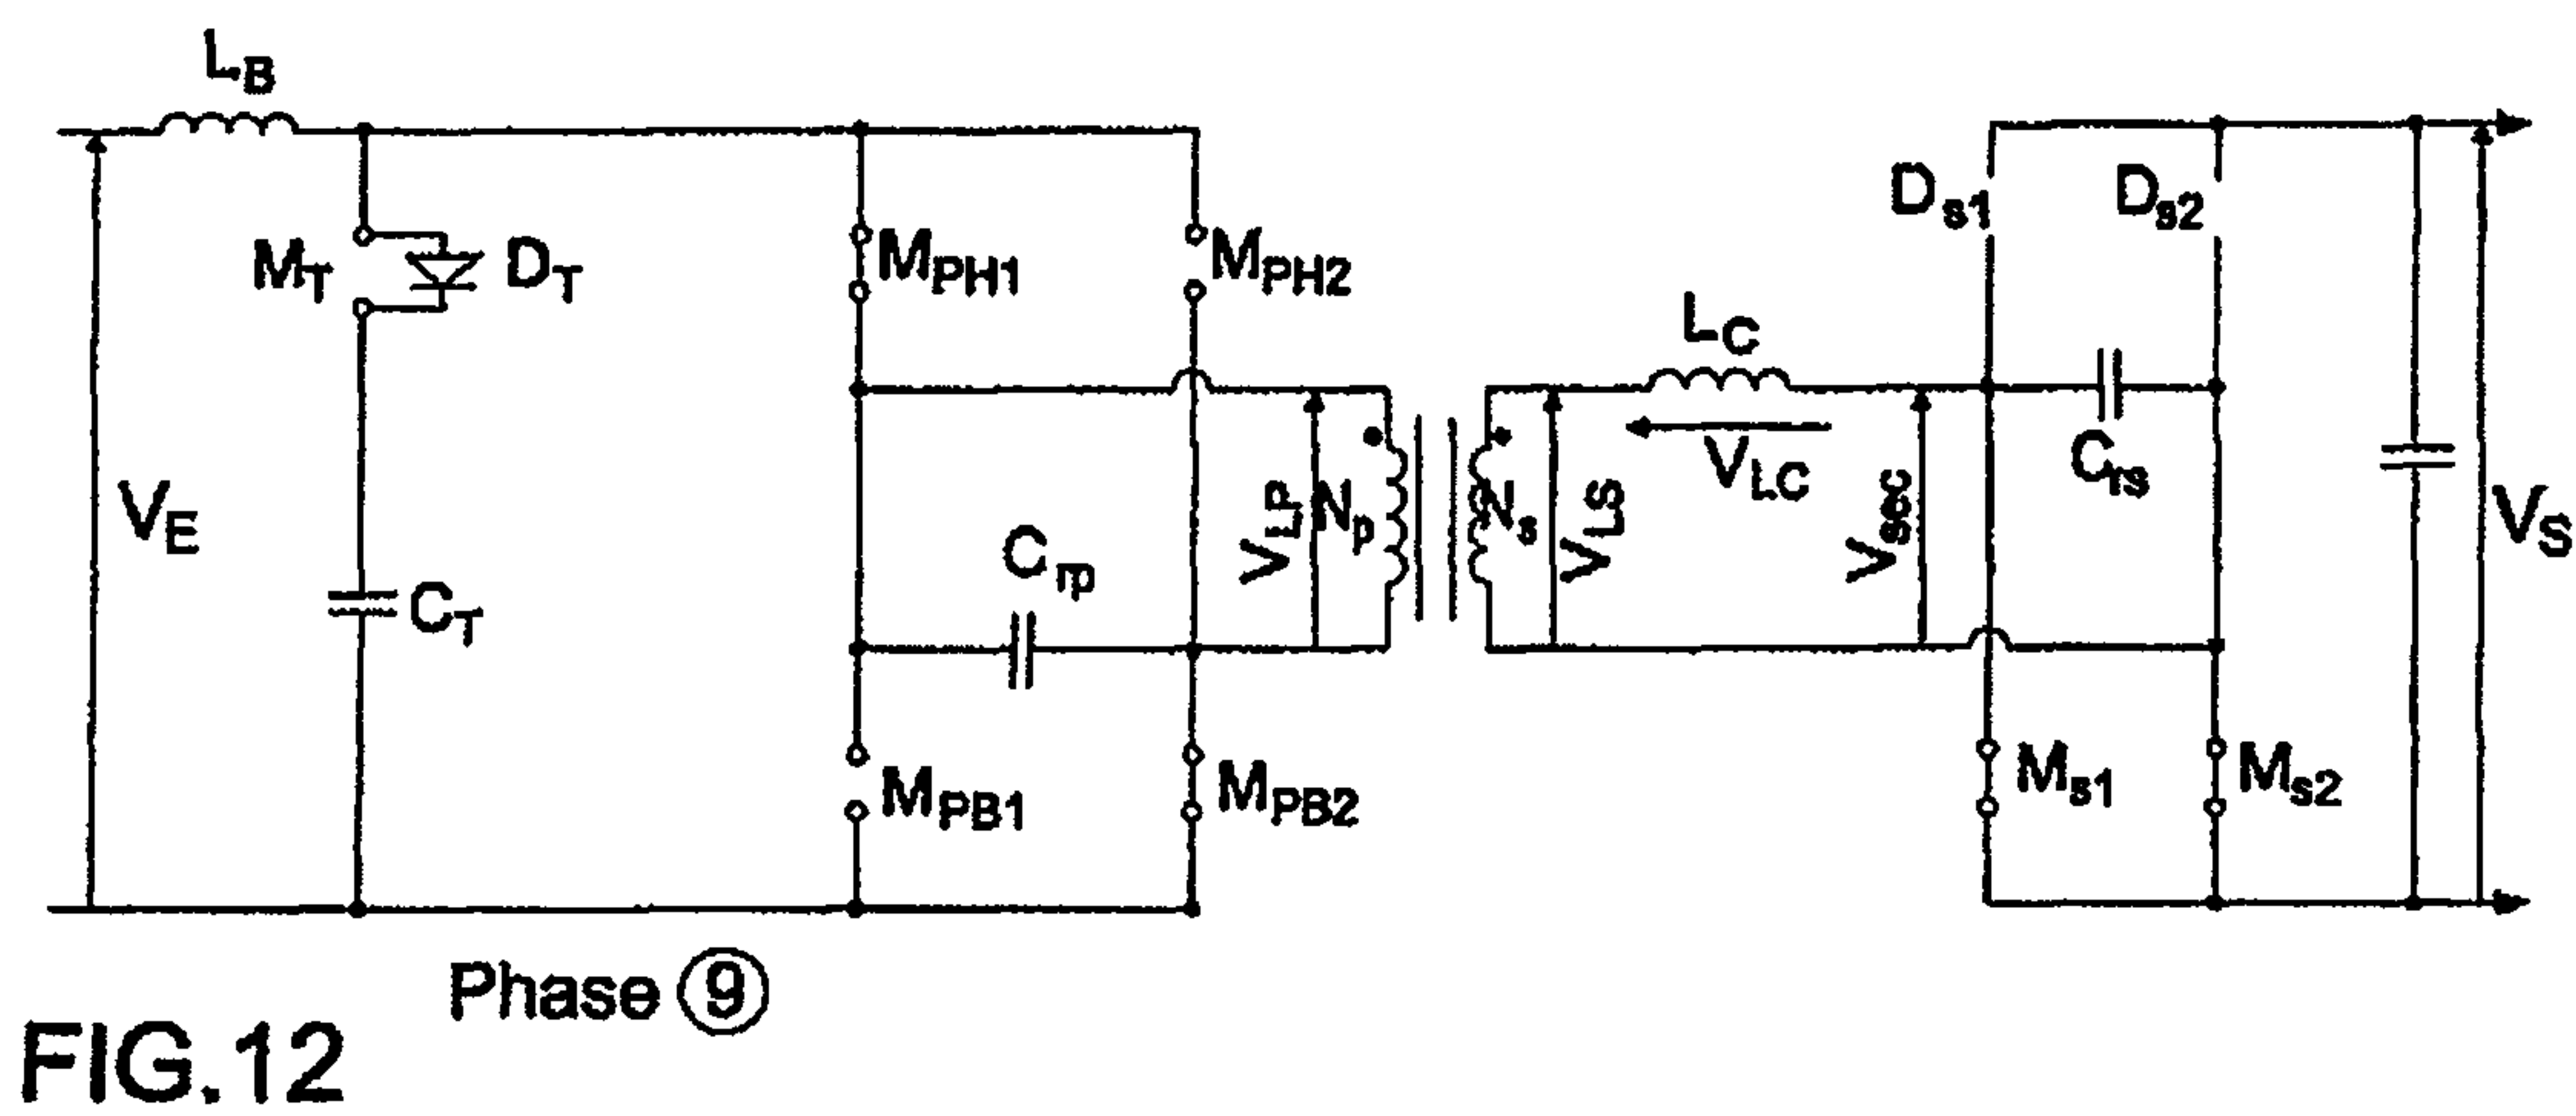 LB
MT
DT
MPH1
MPH2
Ds1
Ds2
LC
VE
CT
Crp
VLP
Np
Ns
VLS
VLC
Vsec
Crs
VS
MPB1
MPB2
Ms1
Ms2
Phase 9
FIG.12